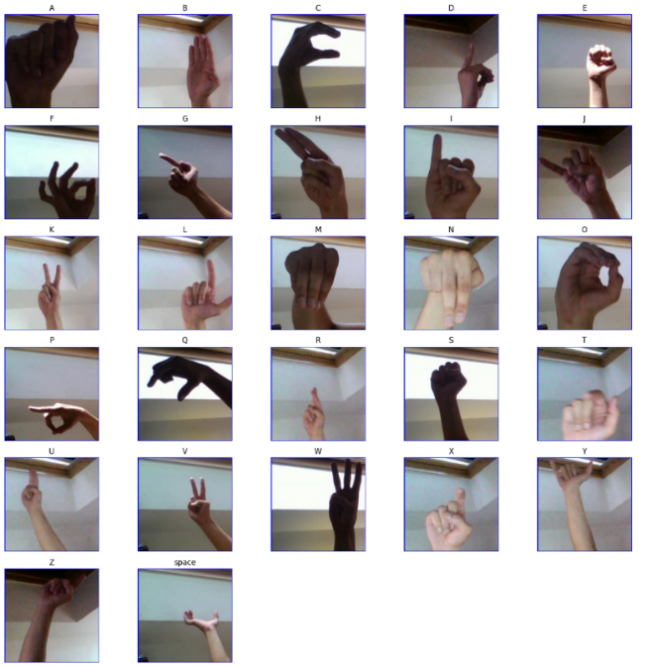 A B C D E
F G H I J
K L M N O
P Q R S T
U V W X Y
Z space